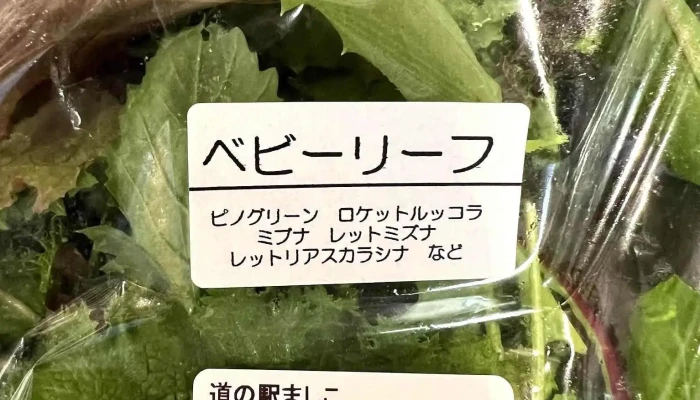 ベビーリーフ
ピノグリーン　ロケットルッコラ
ミブナ　レットミズナ
レットリアスカラシナ　など
道の駅ましこ